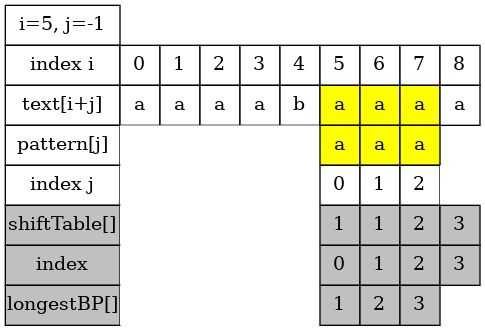 i=5, j=-1
index i 0 1 2 3 4 5 6 7 8
text[i+j] a a a a b a a a a
pattern[j] a a a
index j 0 1 2
shiftTable[] 1 1 2 3
index 0 1 2 3
longestBP[] 1 2 3